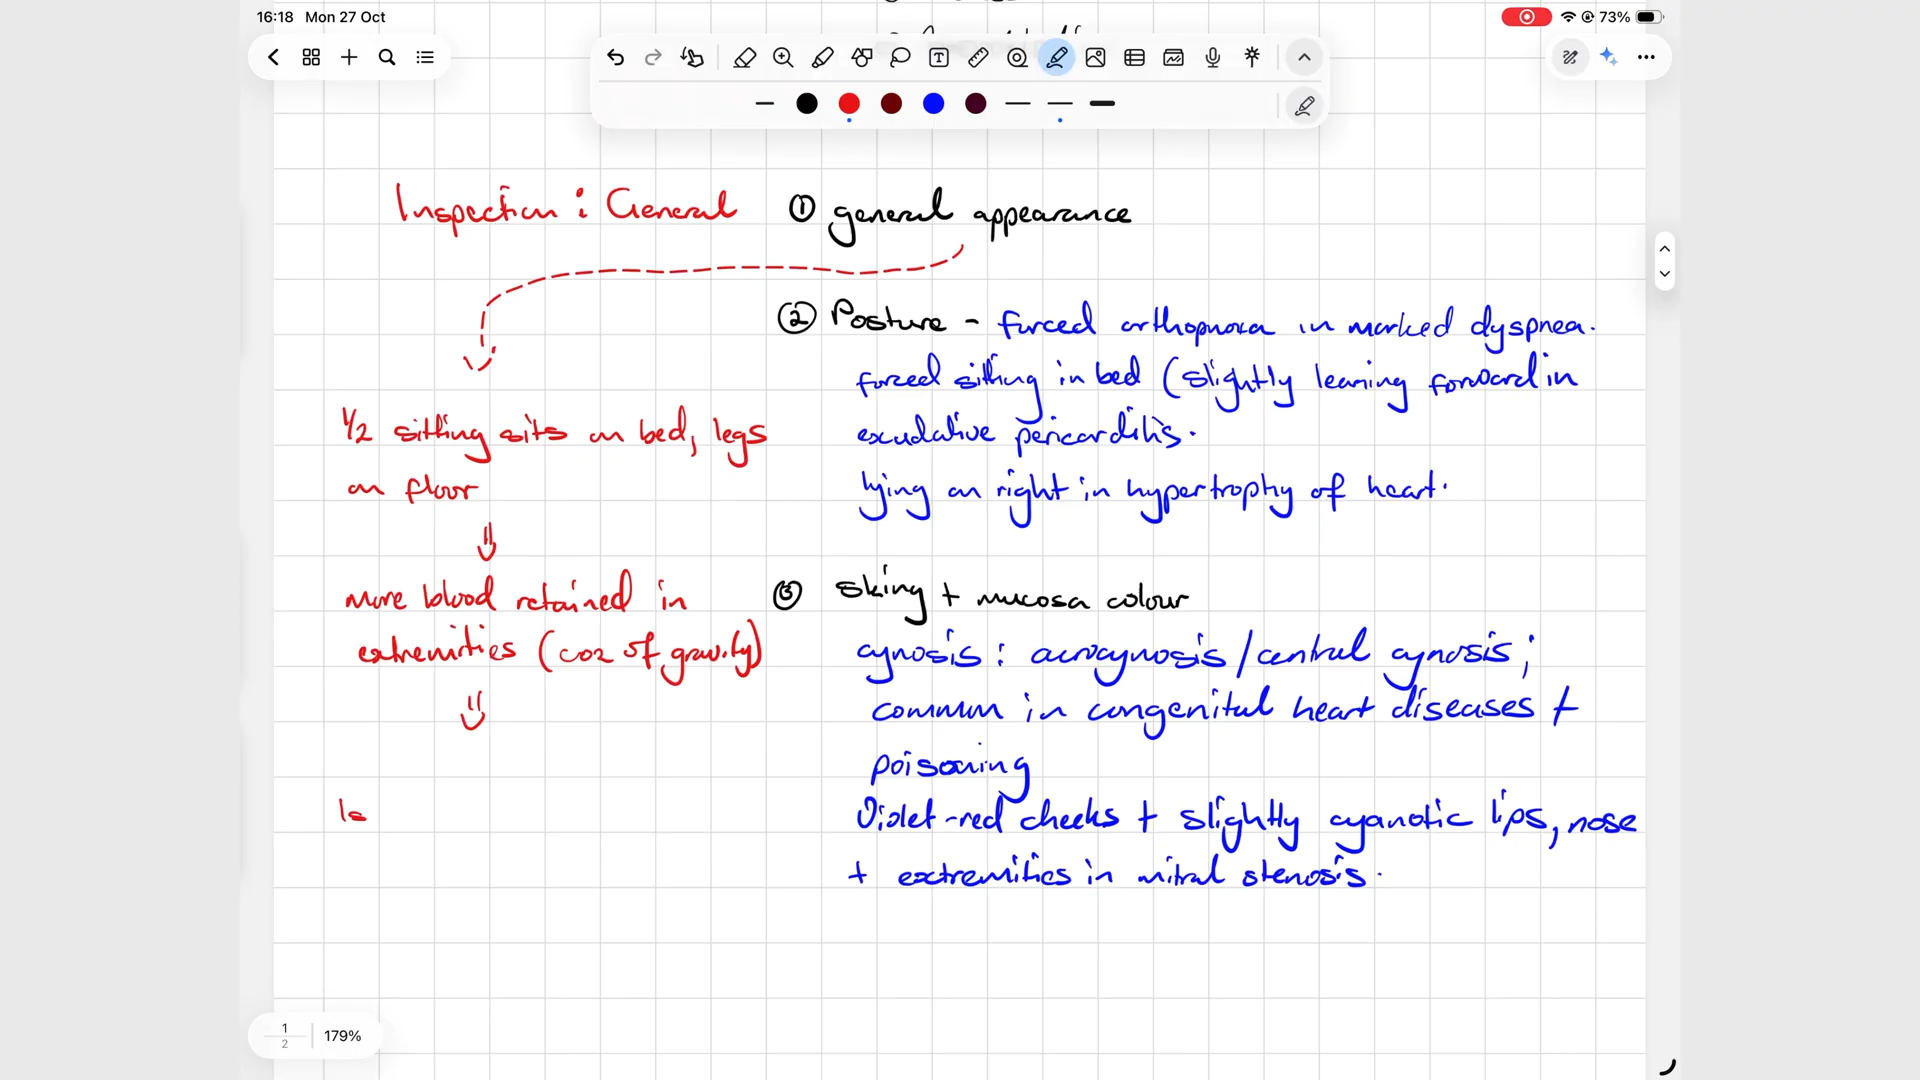 16:18 Mon 27 Oct
73%
Inspection : General
① general appearance
② Posture - forced orthopnoea in marked dyspnea.
forced sitting in bed (slightly leaning forward in
exudative pericarditis.
lying on right in hypertrophy of heart.
1/2 sitting sits on bed, legs
on floor
⇓
more blood retained in
extremities (coz of gravity)
⇓
③ sking + mucosa colour
cynosis : acrocynosis / central cynosis ;
common in congenital heart diseases +
poisoning
Violet-red cheeks + slightly cyanotic lips, nose
+ extremities in mitral stenosis.
1
2
179%